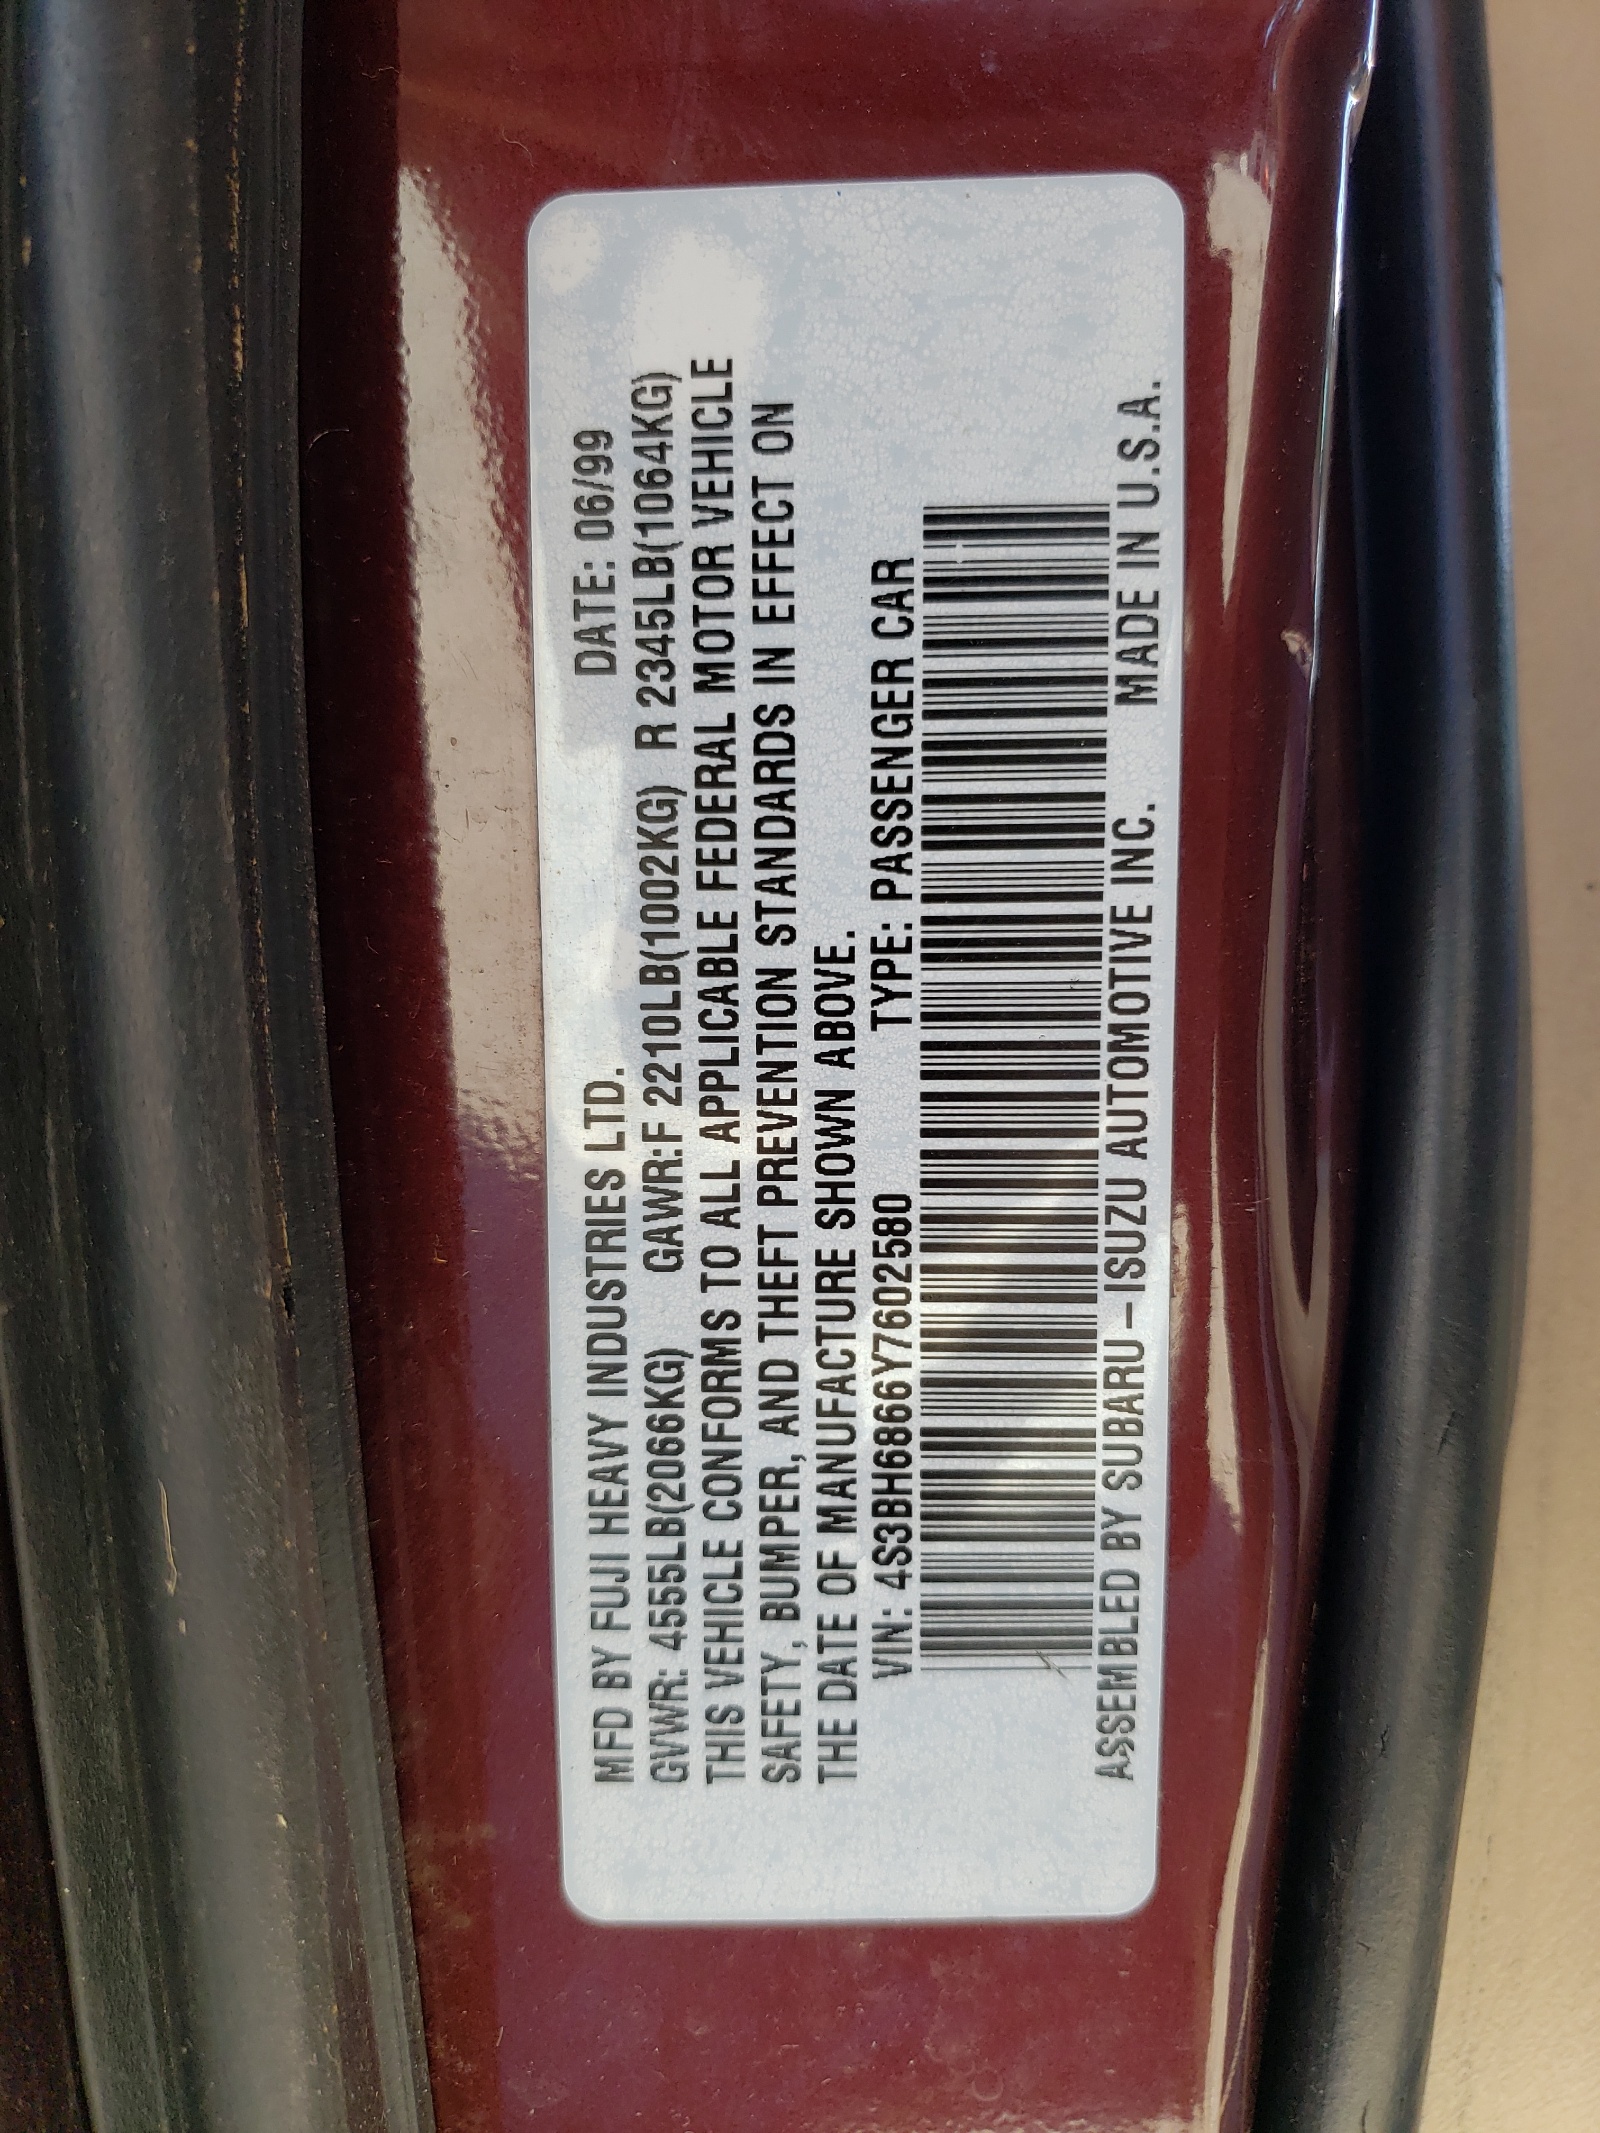 MFD BY FUJI HEAVY INDUSTRIES LTD. DATE: 06/99
GVWR: 4555LB(2066KG) GAWR:F 2210LB(1002KG) R 2345LB(1064KG)
THIS VEHICLE CONFORMS TO ALL APPLICABLE FEDERAL MOTOR VEHICLE
SAFETY, BUMPER, AND THEFT PREVENTION STANDARDS IN EFFECT ON
THE DATE OF MANUFACTURE SHOWN ABOVE.
VIN: 4S3BH6866Y7602580 TYPE: PASSENGER CAR
ASSEMBLED BY SUBARU-ISUZU AUTOMOTIVE INC. MADE IN U.S.A.